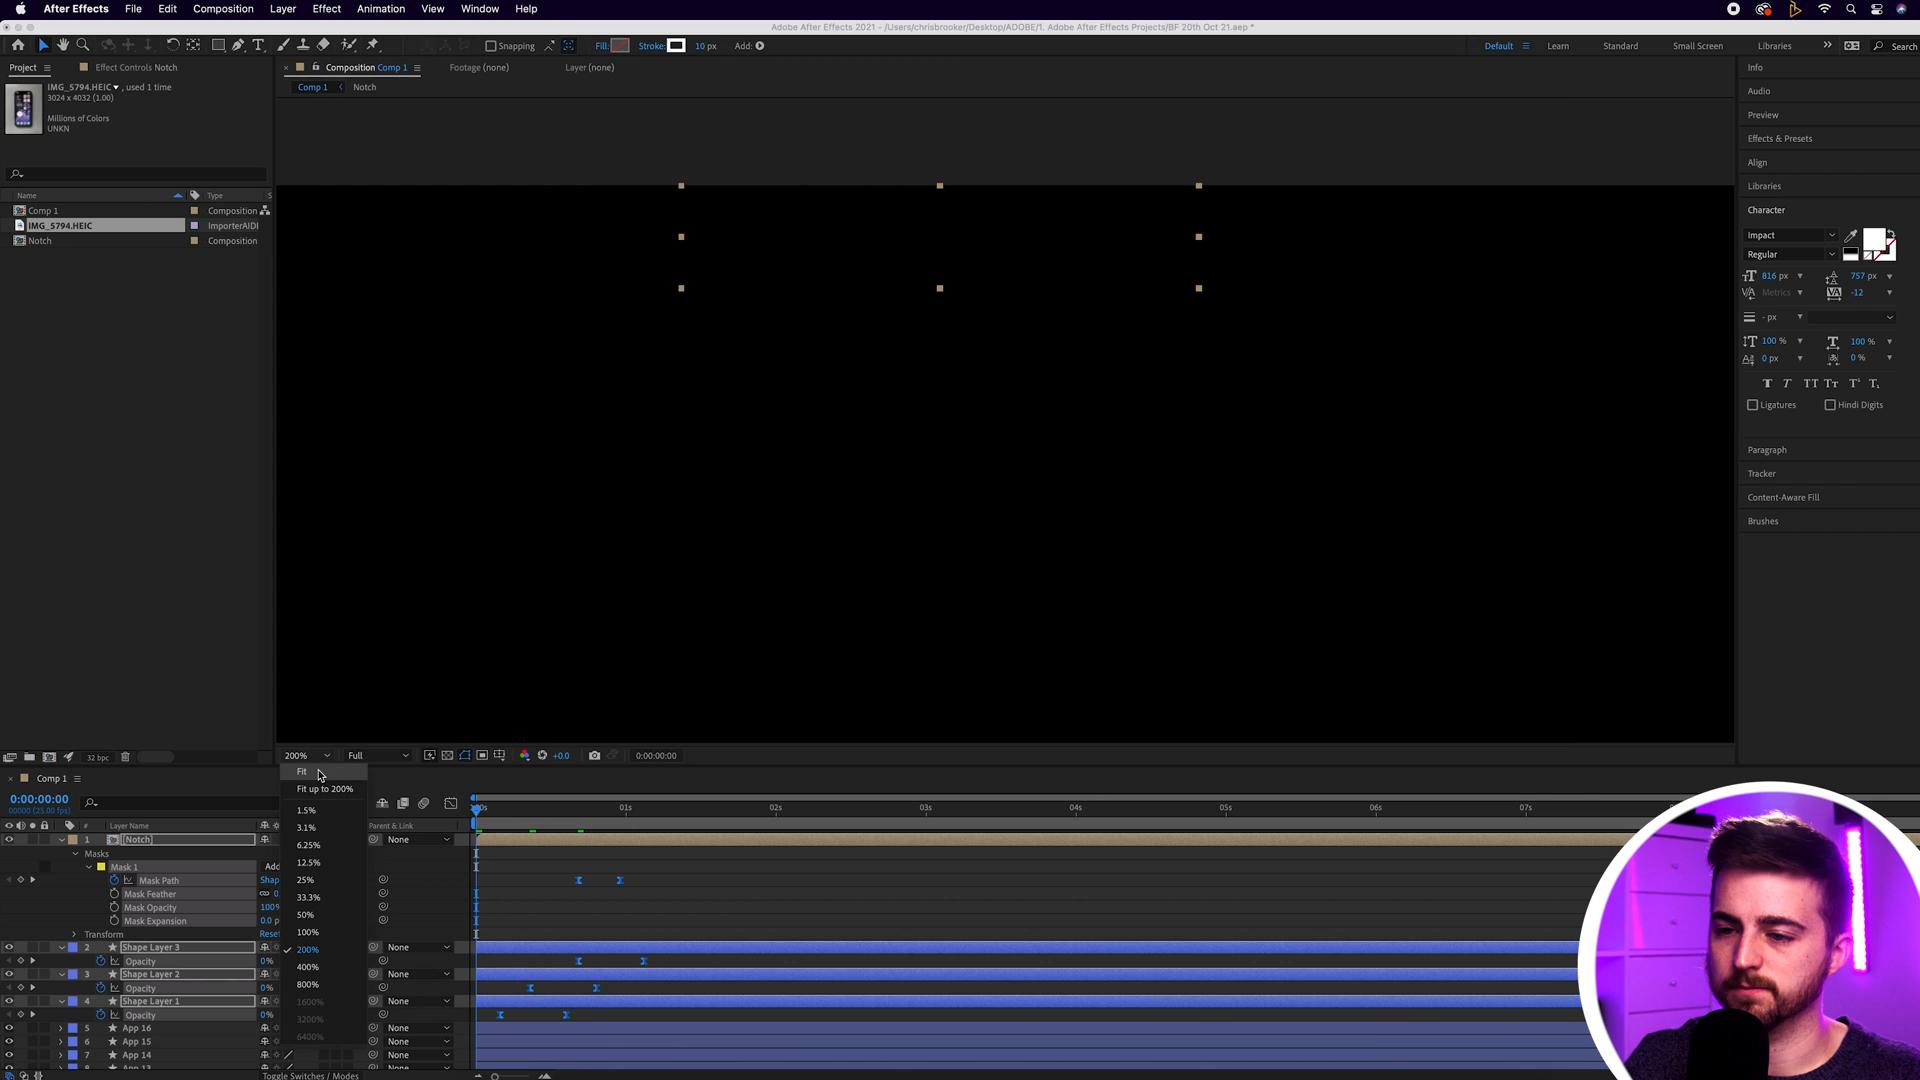 After Effects File Edit Composition Layer Effect Animation View Window Help
Adobe After Effects 2021 - /Users/chrisbrooker/Desktop/ADOBE/1. Adobe After Effects Projects/BF 20th Oct 21.aep *
Snapping Fill: Stroke: 10 px Add: Default Learn Standard Small Screen Libraries Search
Project Effect Controls Notch Composition Comp 1 Footage (none) Layer (none) Info
IMG_5794.HEIC , used 1 time Comp 1 Notch
3024 x 4032 (1.00) Audio
Millions of Colors Preview
UNKN
Effects & Presets
Align
Libraries
Name Type S
Comp 1 Composition Character
IMG_5794.HEIC ImporterAIDI
Notch Composition Impact
Regular
816 px 757 px
Metrics -12
- px
100 % 100 %
0 px 0 %
T T TT Tт T¹ T₁
Ligatures Hindi Digits
Paragraph
Tracker
Content-Aware Fill
Brushes
32 bpc 200% Full +0.0 0:00:00:00
Comp 1 Fit
Fit up to 200%
0:00:00:00
00000 (25.00 fps) 1.5% 01s 02s 03s 04s 05s 06s 07s
# Layer Name 3.1% Parent & Link
1 [Notch] 6.25% None
Masks 12.5%
Mask 1 Add
Mask Path Shap 25%
Mask Feather 0. 33.3%
Mask Opacity 100% 50%
Mask Expansion 0.0 p
Transform Reset 100%
2 Shape Layer 3 200% None
Opacity 0% 400%
3 Shape Layer 2 None
Opacity 0% 800%
4 Shape Layer 1 1600% None
Opacity 0% 3200%
5 App 16 None
6 App 15 6400% None
7 App 14 None
8 App 13
Toggle Switches / Modes